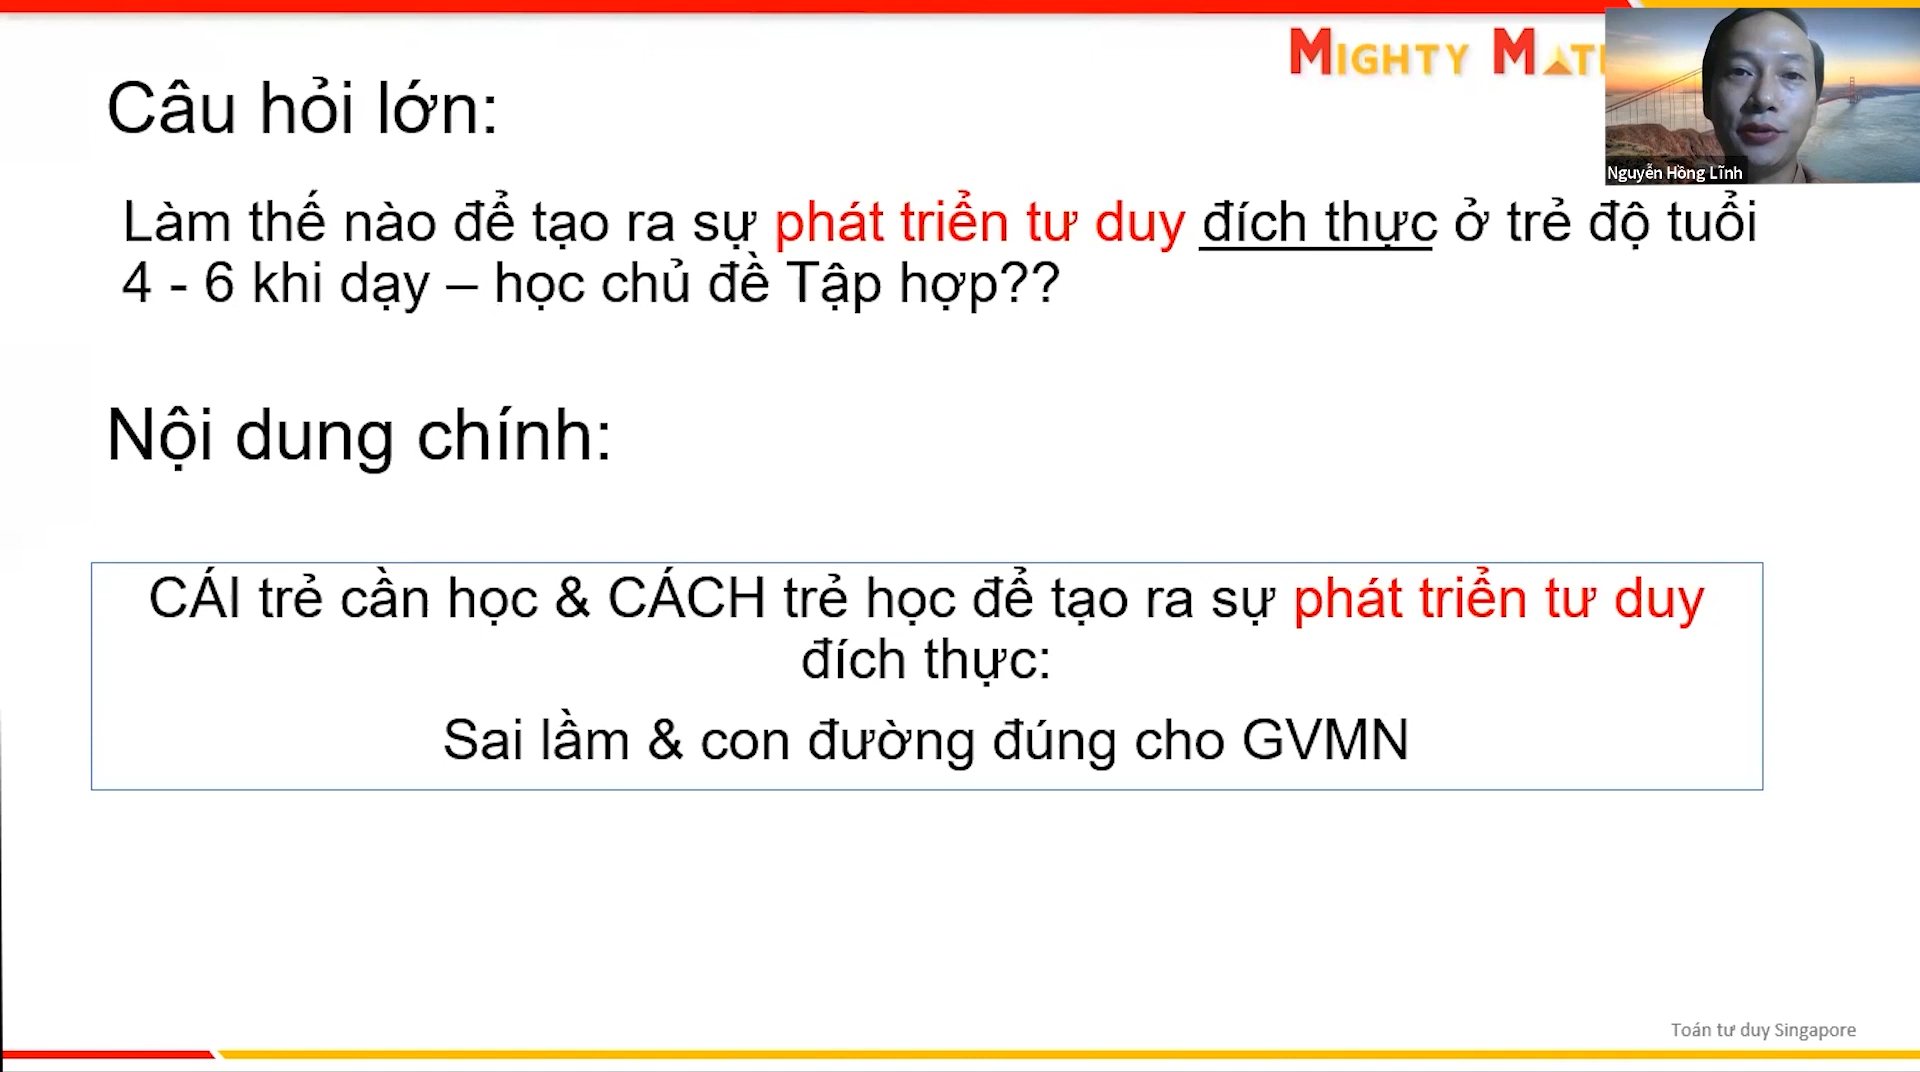 MIGHTY MAT
Nguyễn Hồng Lĩnh
Câu hỏi lớn:
Làm thế nào để tạo ra sự phát triển tư duy đích thực ở trẻ độ tuổi
4 - 6 khi dạy – học chủ đề Tập hợp??
Nội dung chính:
CÁI trẻ cần học & CÁCH trẻ học để tạo ra sự phát triển tư duy
đích thực:
Sai lầm & con đường đúng cho GVMN
Toán tư duy Singapore